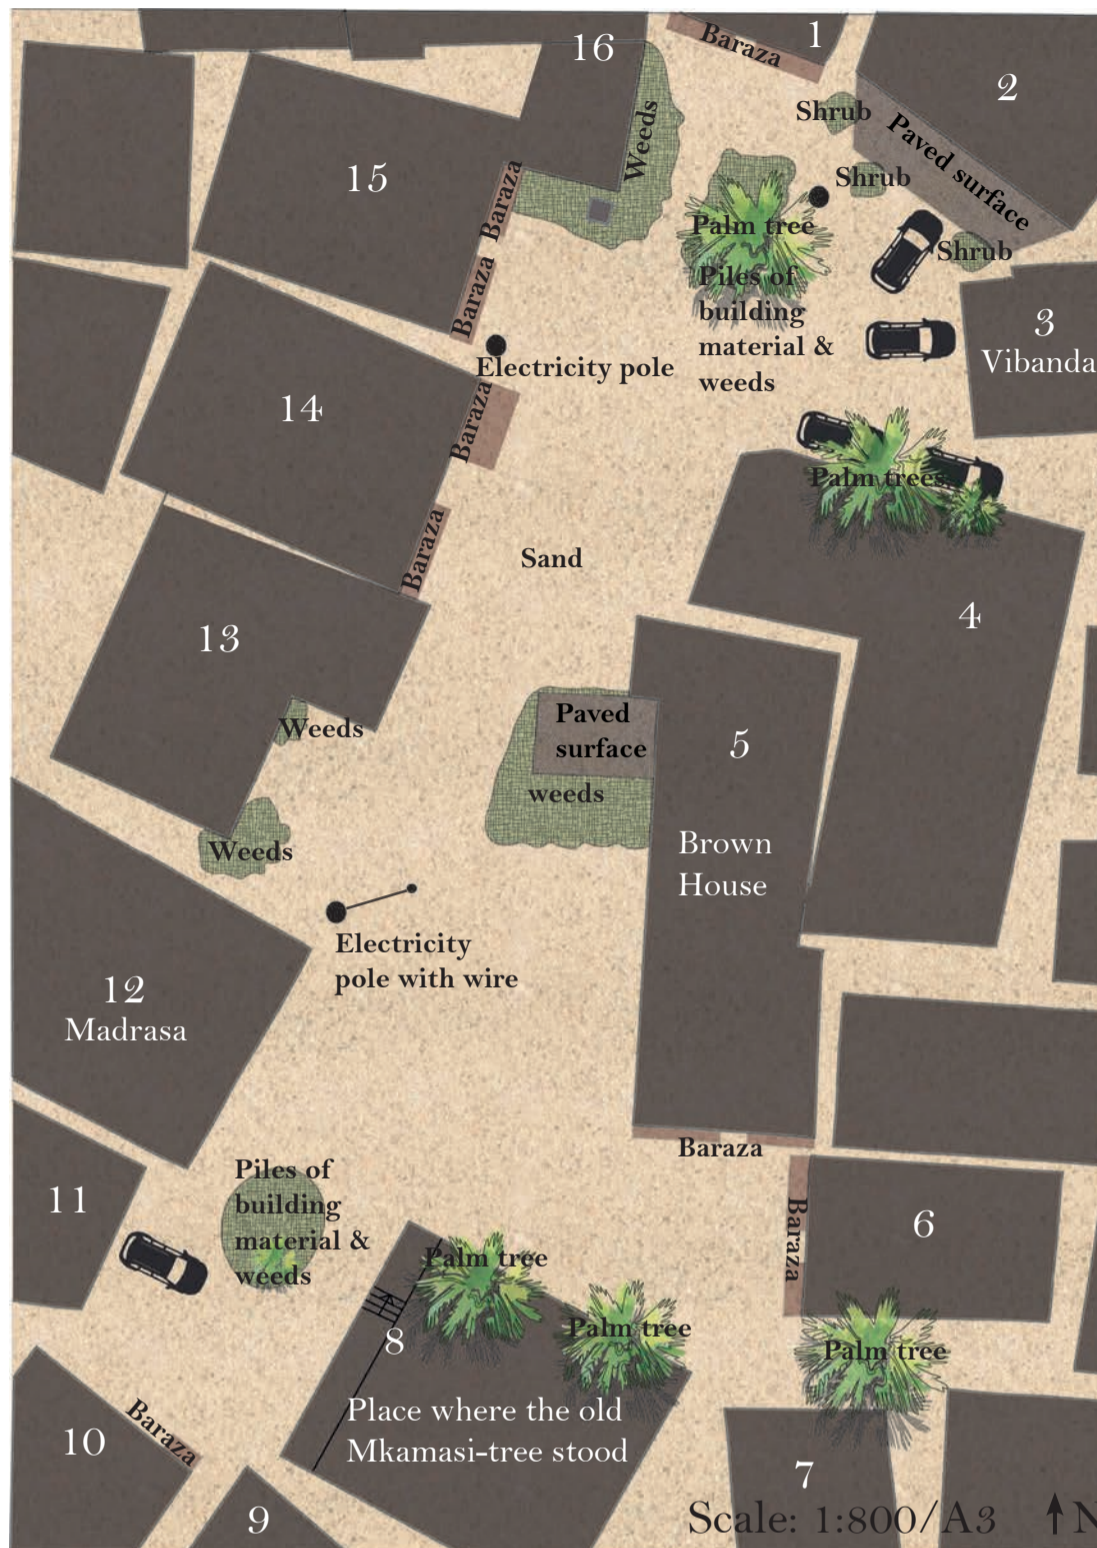 16
Baraza
1
2
Shrub
Weeds
Paved surface
Shrub
15
Baraza
Palm tree
Shrub
Baraza
Piles of
building
material &
weeds
3
Vibanda
Electricity pole
14
Baraza
Palm trees
Baraza
Sand
4
13
Weeds
Paved
surface
weeds
5
Brown
House
Weeds
Electricity
pole with wire
12
Madrasa
Baraza
Piles of
building
material &
weeds
11
Baraza
6
Palm tree
Palm tree
Palm tree
8
Place where the old
Mkamasi-tree stood
Baraza
10
7
9
Scale: 1:800/A3
N